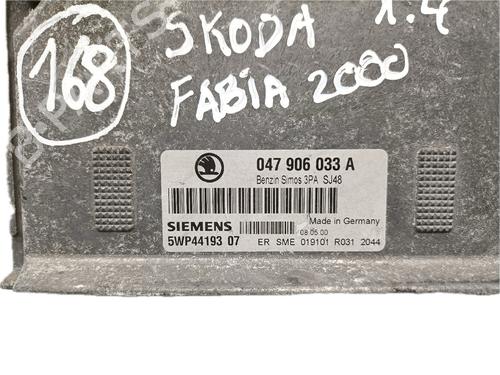 168
SKODA 1.4
FABIA 2000
047 906 033 A
Benzin Simos 3PA SJ48
SIEMENS
Made in Germany
08.05.00
5WP44193 07
ER SME 019101 R031 2044